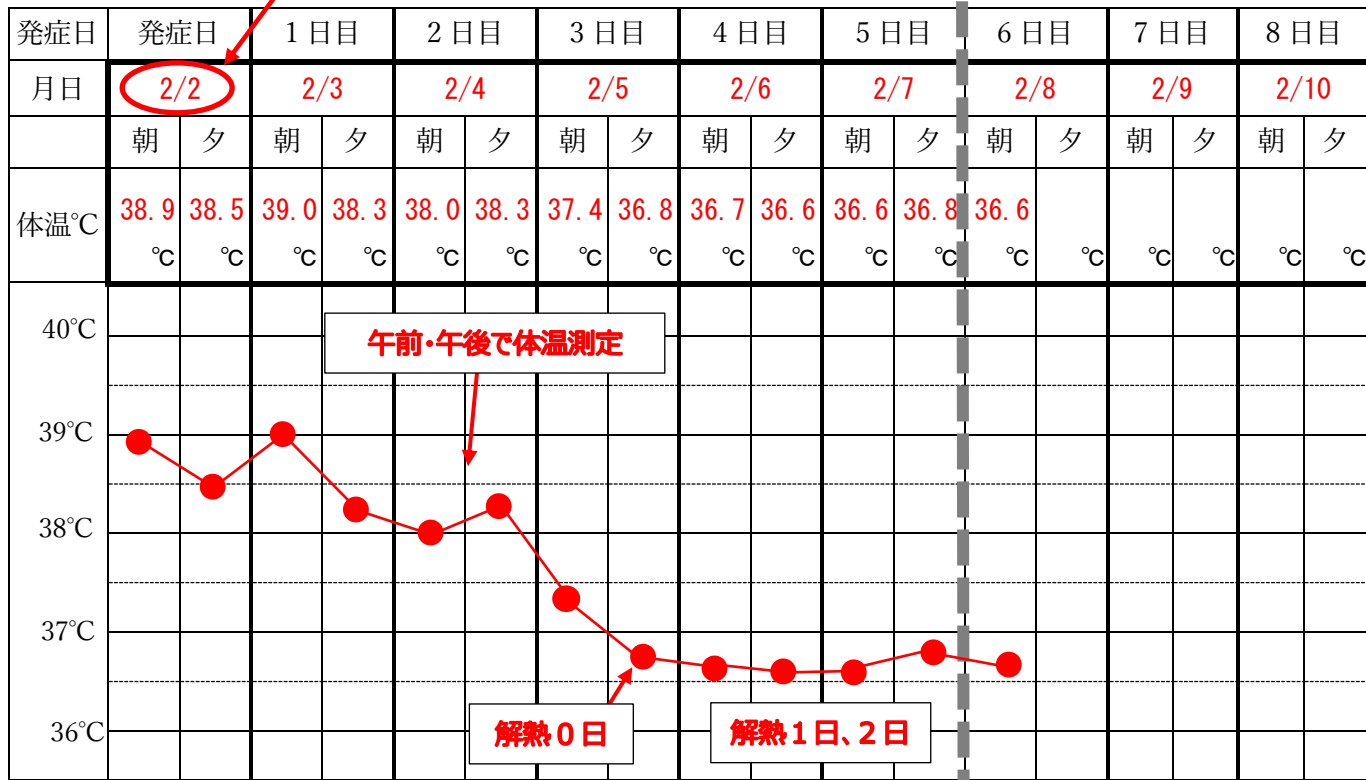 発症日 発症日 1日目 2日目 3日目 4日目 5日目 6日目 7日目 8日目
月日 2/2 2/3 2/4 2/5 2/6 2/7 2/8 2/9 2/10
朝 夕 朝 夕 朝 夕 朝 夕 朝 夕 朝 夕 朝 夕 朝 夕 朝 夕
体温℃ 38.9 38.5 39.0 38.3 38.0 38.3 37.4 36.8 36.7 36.6 36.6 36.8 36.6
℃ ℃ ℃ ℃ ℃ ℃ ℃ ℃ ℃ ℃ ℃ ℃ ℃ ℃ ℃ ℃ ℃ ℃
40℃
午前・午後で体温測定
39℃
38℃
37℃
解熱0日 解熱1日、2日
36℃